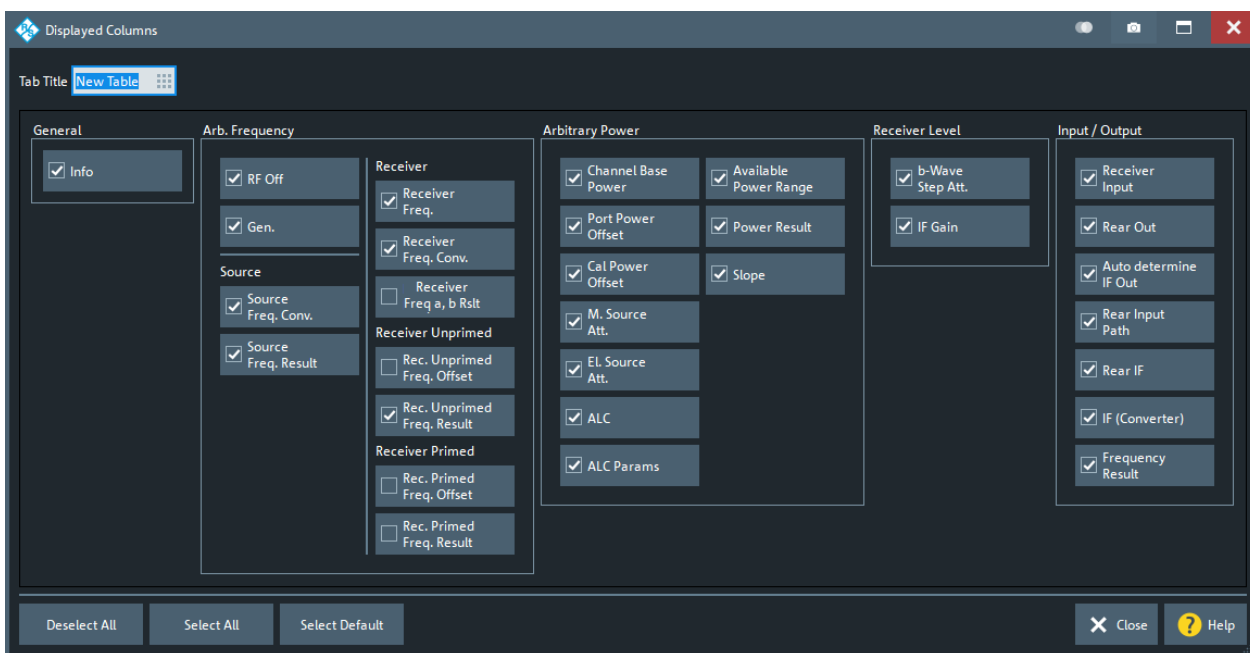 Displayed Columns
Tab Title New Table
General
Info
Arb. Frequency
RF Off
Gen.
Source
Source
Freq. Conv.
Source
Freq. Result
Receiver
Receiver
Freq.
Receiver
Freq. Conv.
Receiver
Freq a, b Rslt
Receiver Unprimed
Rec. Unprimed
Freq. Offset
Rec. Unprimed
Freq. Result
Receiver Primed
Rec. Primed
Freq. Offset
Rec. Primed
Freq. Result
Arbitrary Power
Channel Base
Power
Port Power
Offset
Cal Power
Offset
M. Source
Att.
El. Source
Att.
ALC
ALC Params
Available
Power Range
Power Result
Slope
Receiver Level
b-Wave
Step Att.
IF Gain
Input / Output
Receiver
Input
Rear Out
Auto determine
IF Out
Rear Input
Path
Rear IF
IF (Converter)
Frequency
Result
Deselect All
Select All
Select Default
Close
? Help